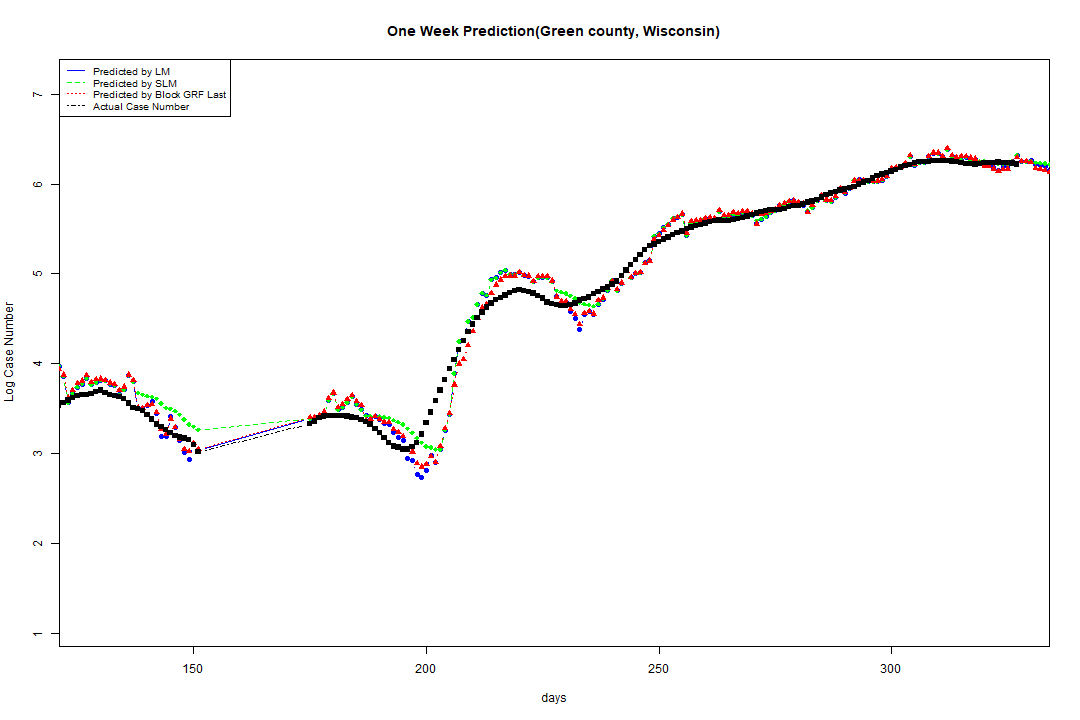 One Week Prediction(Green county, Wisconsin)
Predicted by LM
Predicted by SLM
Predicted by Block GRF Last
Actual Case Number
7
6
5
4
3
2
1
Log Case Number
150 200 250 300
days